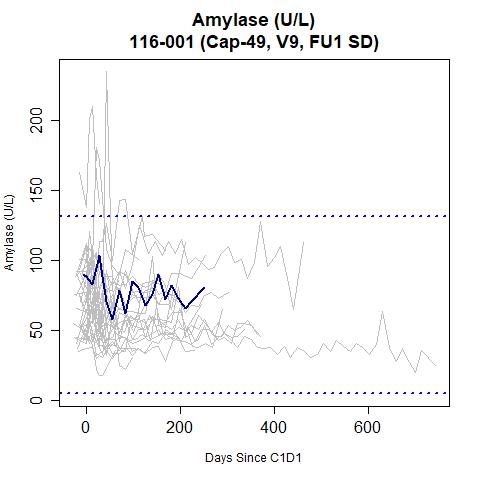 Amylase (U/L)
116-001 (Cap-49, V9, FU1 SD)
Amylase (U/L)
200
150
100
50
0
0 200 400 600
Days Since C1D1